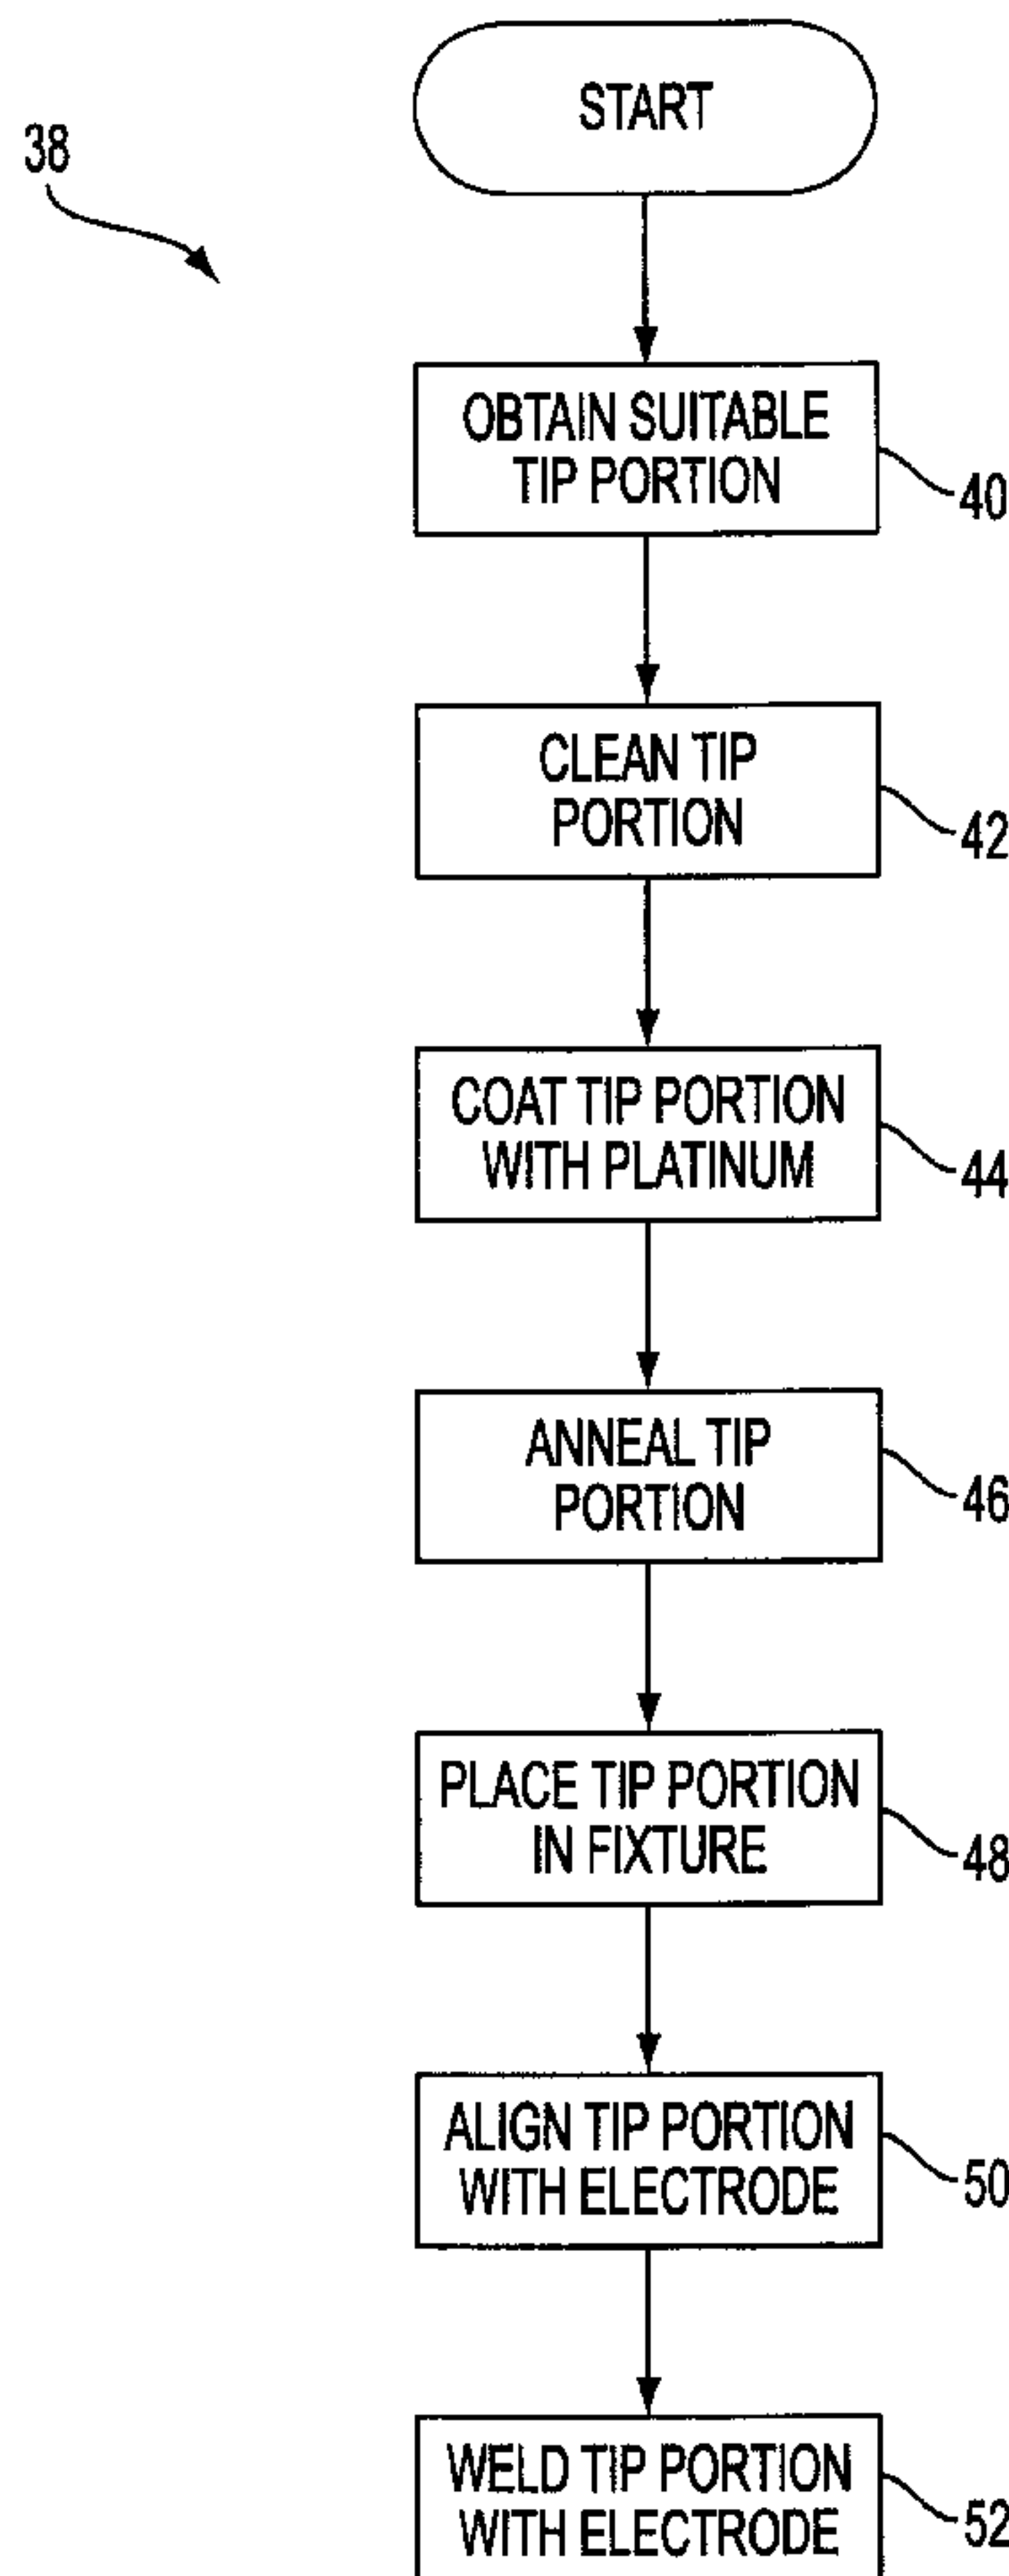 START
38
OBTAIN SUITABLE
TIP PORTION
40
CLEAN TIP
PORTION
42
COAT TIP PORTION
WITH PLATINUM
44
ANNEAL TIP
PORTION
46
PLACE TIP PORTION
IN FIXTURE
48
ALIGN TIP PORTION
WITH ELECTRODE
50
WELD TIP PORTION
WITH ELECTRODE
52